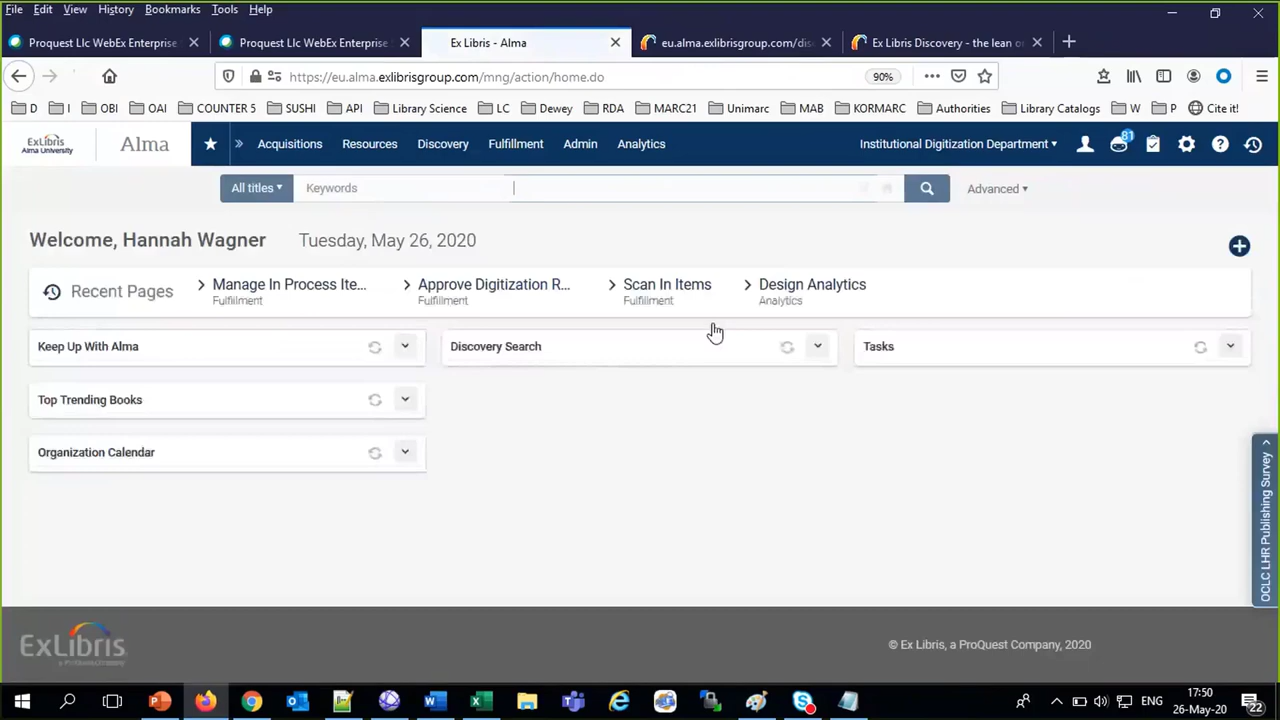 File Edit View History Bookmarks Tools Help
Proquest Llc WebEx Enterprise Proquest Llc WebEx Enterprise Ex Libris - Alma eu.alma.exlibrisgroup.com/dis Ex Libris Discovery - the lean o
https://eu.alma.exlibrisgroup.com/mng/action/home.do 90%
D I OBI OAI COUNTER 5 SUSHI API Library Science LC Dewey RDA MARC21 Unimarc MAB KORMARC Authorities Library Catalogs W P Cite it!
ExLibris
Alma University
Alma Acquisitions Resources Discovery Fulfillment Admin Analytics Institutional Digitization Department 81
All titles Keywords Advanced
Welcome, Hannah Wagner Tuesday, May 26, 2020
Recent Pages Manage In Process Ite... Approve Digitization R... Scan In Items Design Analytics
Fulfillment Fulfillment Fulfillment Analytics
Keep Up With Alma Discovery Search Tasks
Top Trending Books
Organization Calendar
OCLC LHR Publishing Survey
ExLibris
a ProQuest Company
© Ex Libris, a ProQuest Company, 2020
ENG 17:50
26-May-20 22